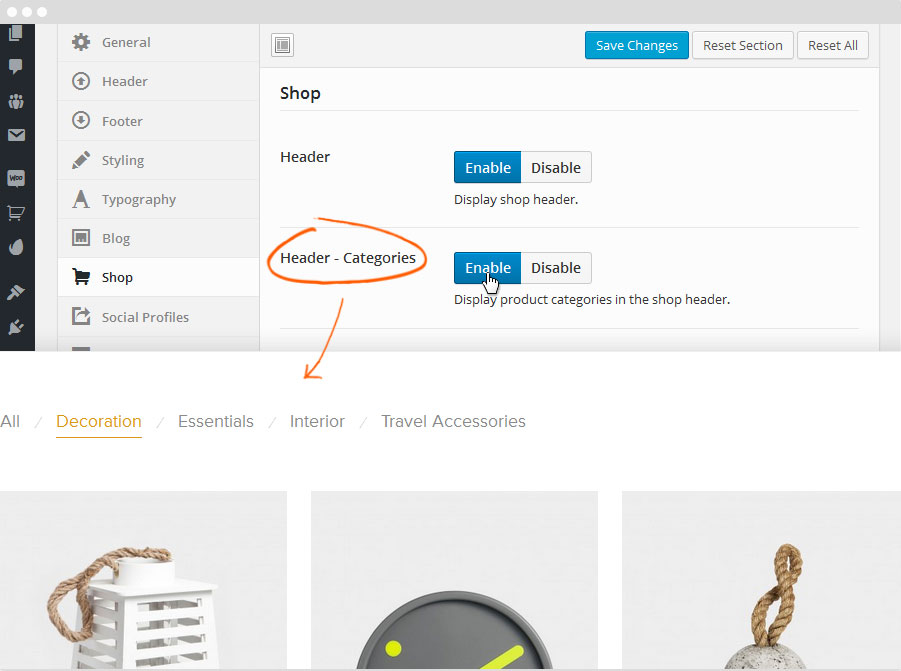 General
Header
Footer
Styling
Typography
Blog
Shop
Social Profiles
Woo
Save Changes Reset Section Reset All
Shop
Header
Enable Disable
Display shop header.
Header - Categories
Enable Disable
Display product categories in the shop header.
All / Decoration / Essentials / Interior / Travel Accessories